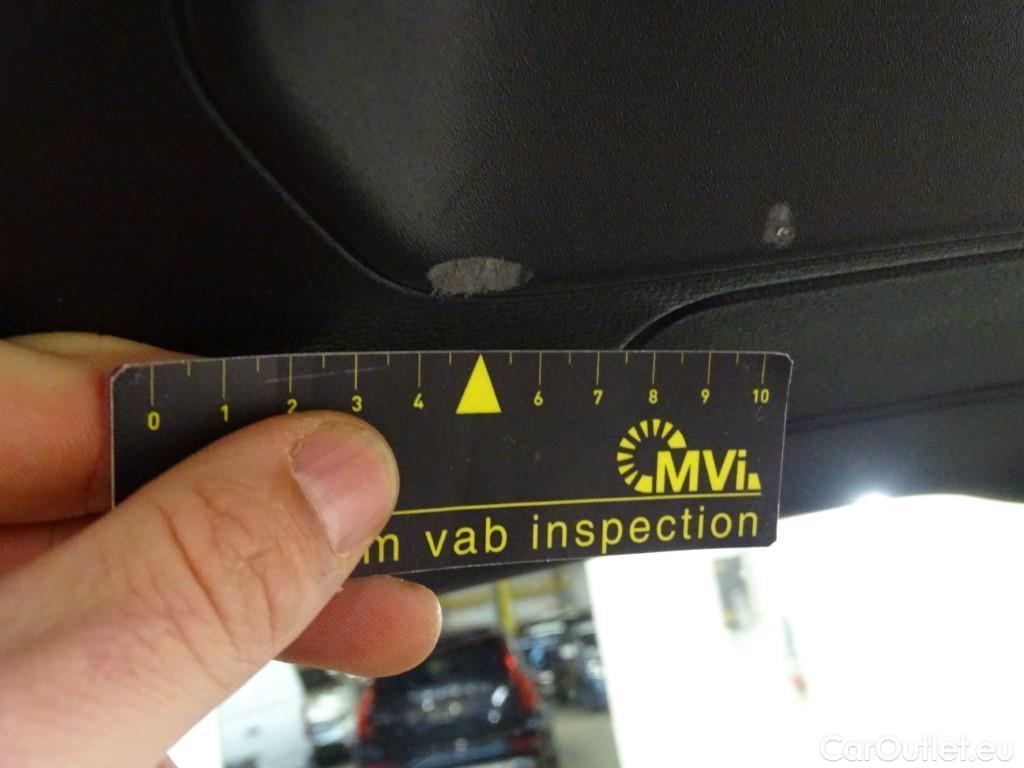 0 1 2 3 4 6 7 8 9 10
MVi
m vab inspection
CarOutlet.eu